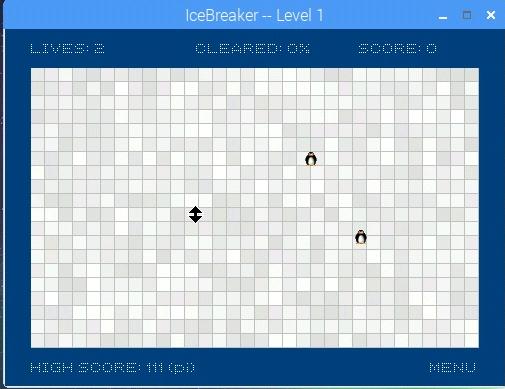 IceBreaker -- Level 1
LIVES: 2 CLEARED: 0% SCORE: 0
HIGH SCORE: 111 (pi) MENU